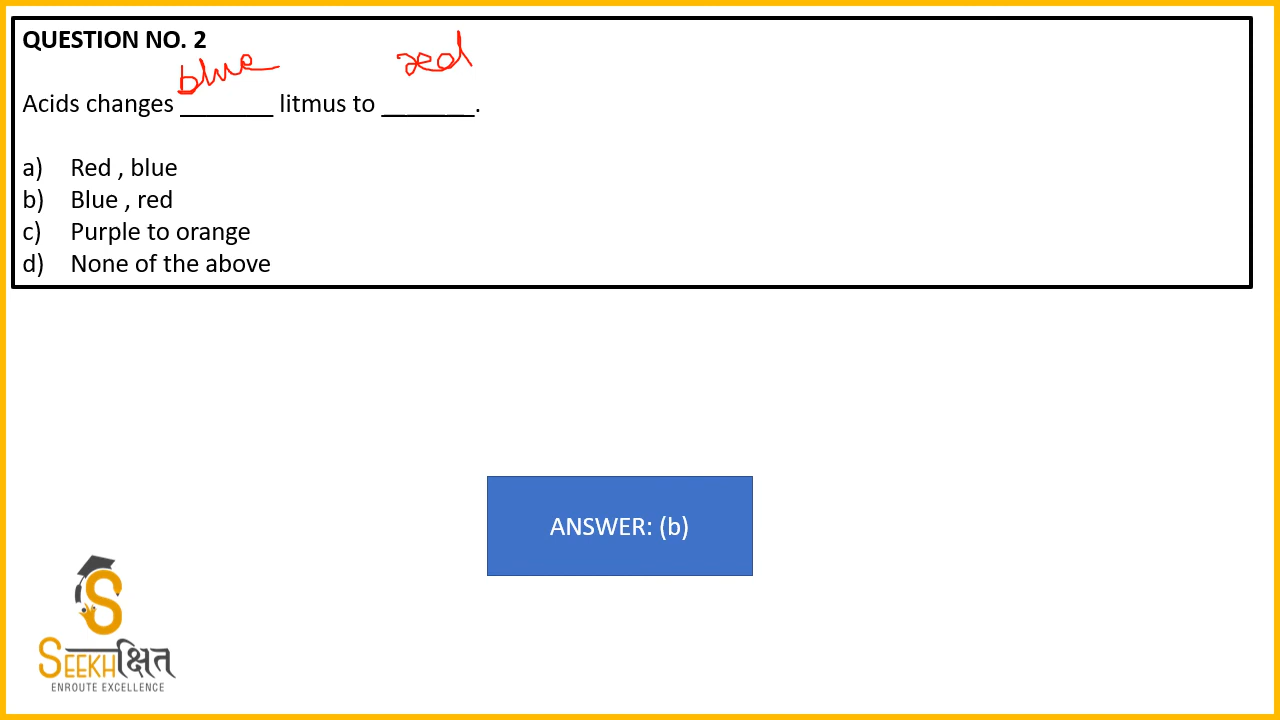 QUESTION NO. 2
blue red
Acids changes _______ litmus to _______.
a) Red , blue
b) Blue , red
c) Purple to orange
d) None of the above
ANSWER: (b)
S
SEEKHक्षित
ENROUTE EXCELLENCE